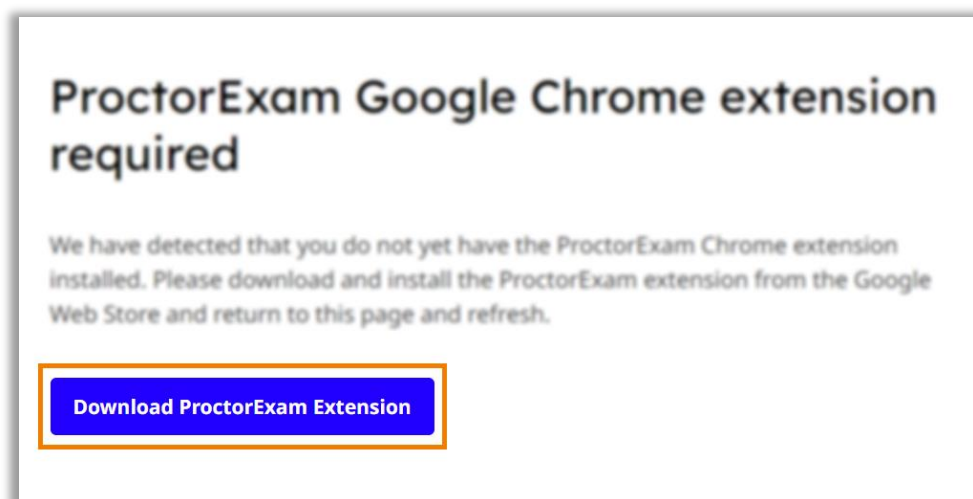 ProctorExam Google Chrome extension
required
We have detected that you do not yet have the ProctorExam Chrome extension
installed. Please download and install the ProctorExam extension from the Google
Web Store and return to this page and refresh.
Download ProctorExam Extension